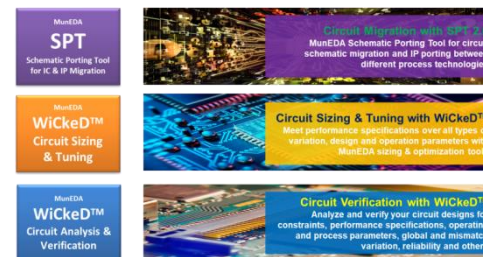 MunEDA
SPT
Schematic Porting Tool
for IC & IP Migration
Circuit Migration with SPT 2.
MunEDA Schematic Porting Tool for circu
schematic migration and IP porting betwee
different process technologie
MunEDA
WiCkeD™
Circuit Sizing
& Tuning
Circuit Sizing & Tuning with WiCkeD™
Meet performance specifications over all types o
variation, design and operation parameters wit
MunEDA sizing & optimization tool
MunEDA
WiCkeD™
Circuit Analysis &
Verification
Circuit Verification with WiCkeD™
Analyze and verify your circuit designs fo
constraints, performance specifications, operatin
and process parameters, global and mismatc
variation, reliability and other